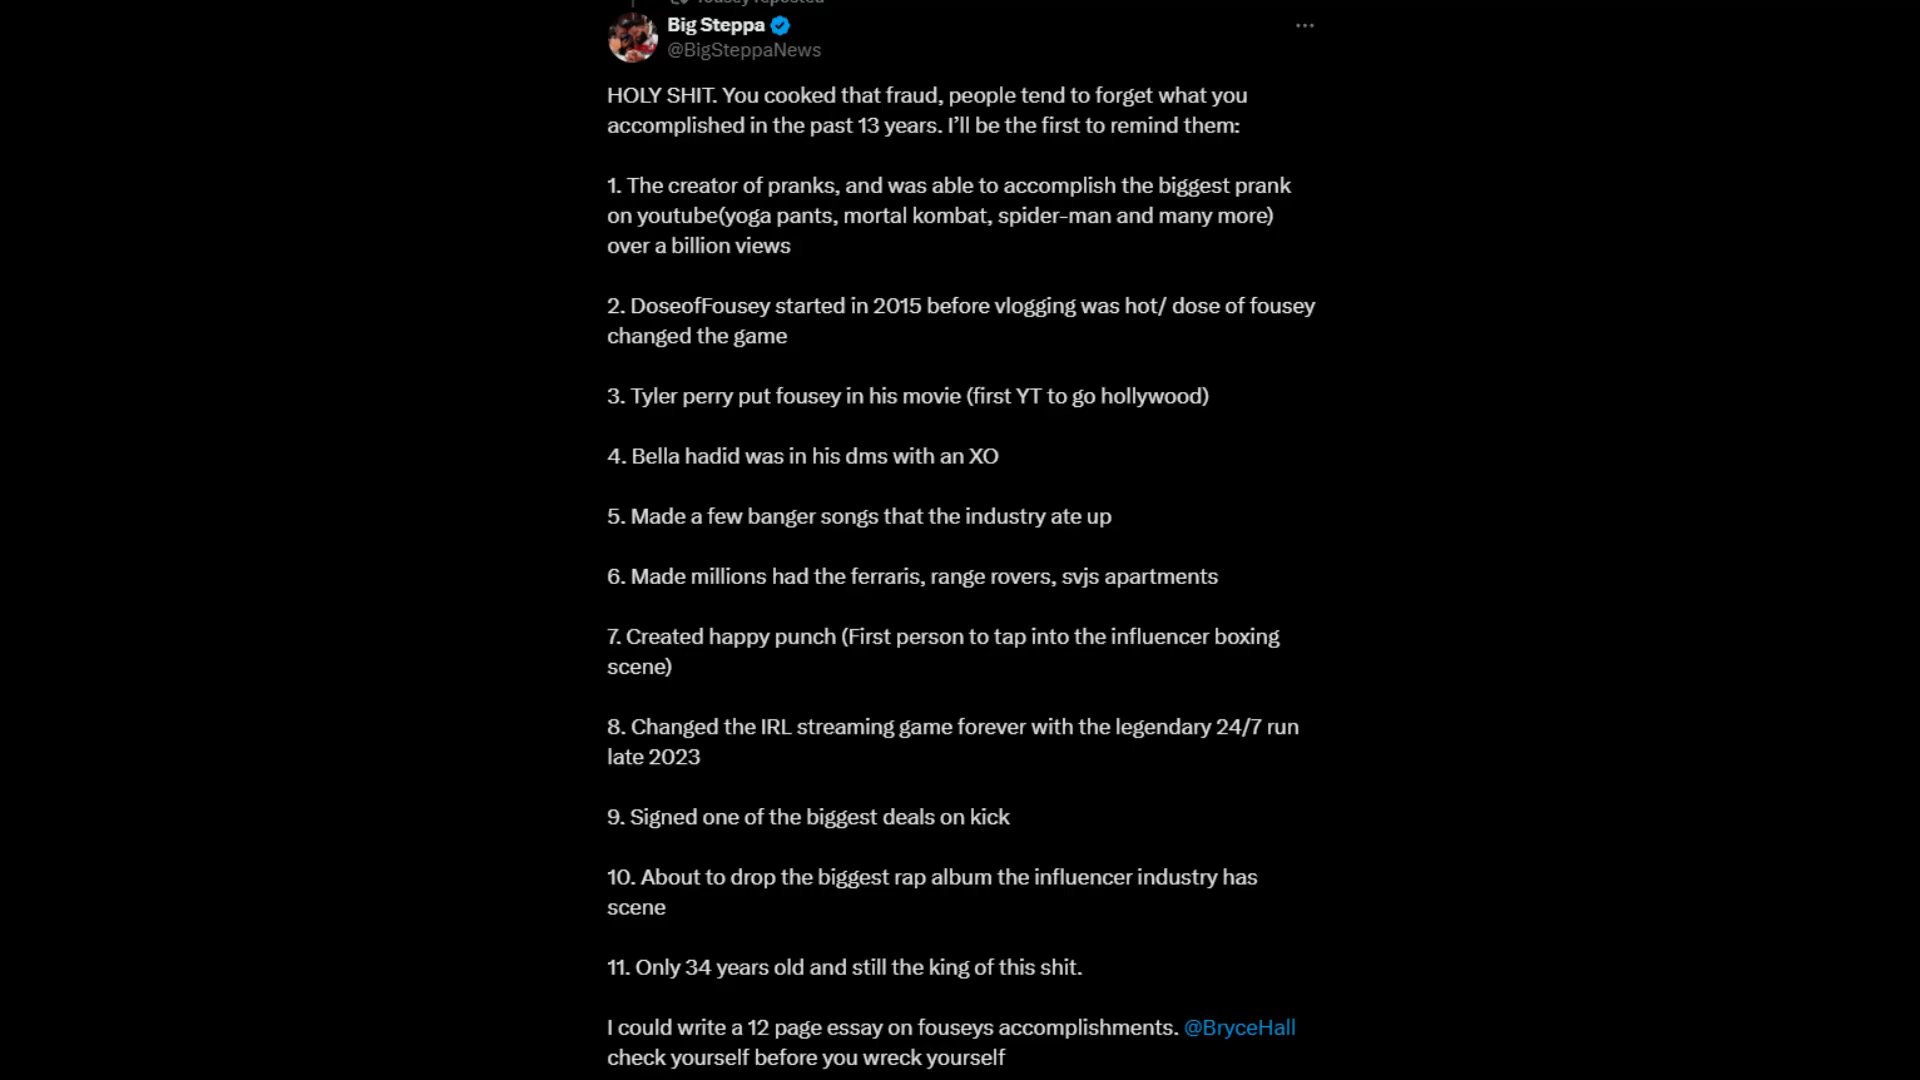 fousey reposted
Big Steppa
@BigSteppaNews
HOLY SHIT. You cooked that fraud, people tend to forget what you
accomplished in the past 13 years. I’ll be the first to remind them:
1. The creator of pranks, and was able to accomplish the biggest prank
on youtube(yoga pants, mortal kombat, spider-man and many more)
over a billion views
2. DoseofFousey started in 2015 before vlogging was hot/ dose of fousey
changed the game
3. Tyler perry put fousey in his movie (first YT to go hollywood)
4. Bella hadid was in his dms with an XO
5. Made a few banger songs that the industry ate up
6. Made millions had the ferraris, range rovers, svjs apartments
7. Created happy punch (First person to tap into the influencer boxing
scene)
8. Changed the IRL streaming game forever with the legendary 24/7 run
late 2023
9. Signed one of the biggest deals on kick
10. About to drop the biggest rap album the influencer industry has
scene
11. Only 34 years old and still the king of this shit.
I could write a 12 page essay on fouseys accomplishments. @BryceHall
check yourself before you wreck yourself